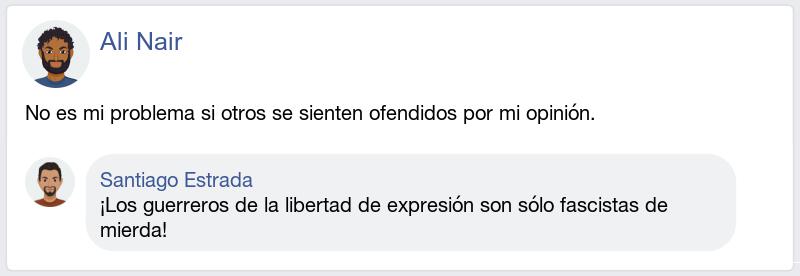 Ali Nair
No es mi problema si otros se sienten ofendidos por mi opinión.
Santiago Estrada
¡Los guerreros de la libertad de expresión son sólo fascistas de
mierda!